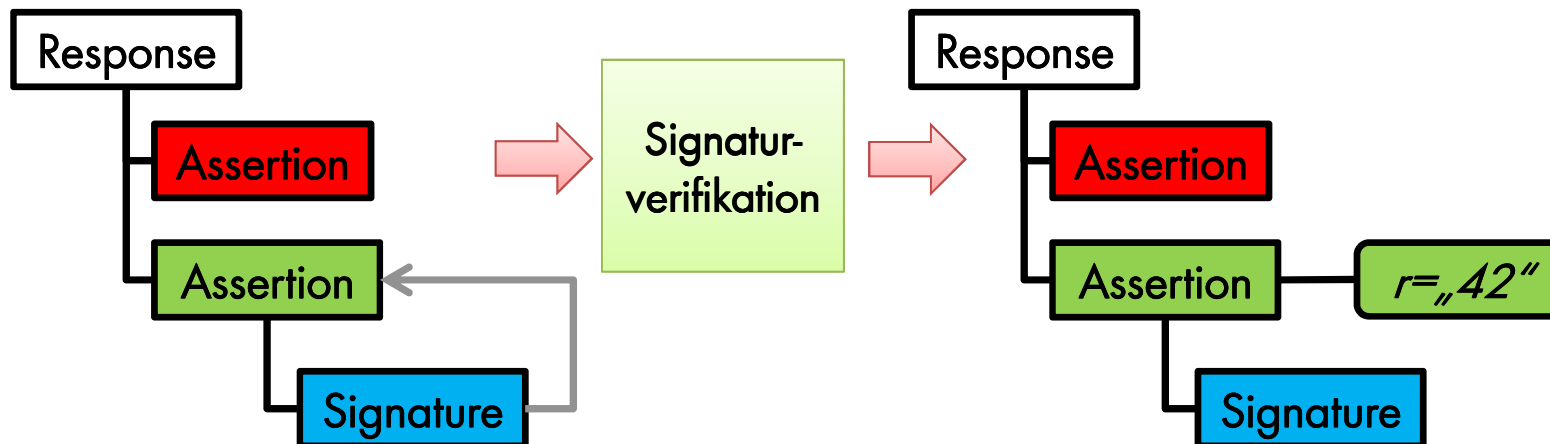 Response
Assertion
Assertion
Signature
Signatur-
verifikation
Response
Assertion
Assertion
r=„42“
Signature